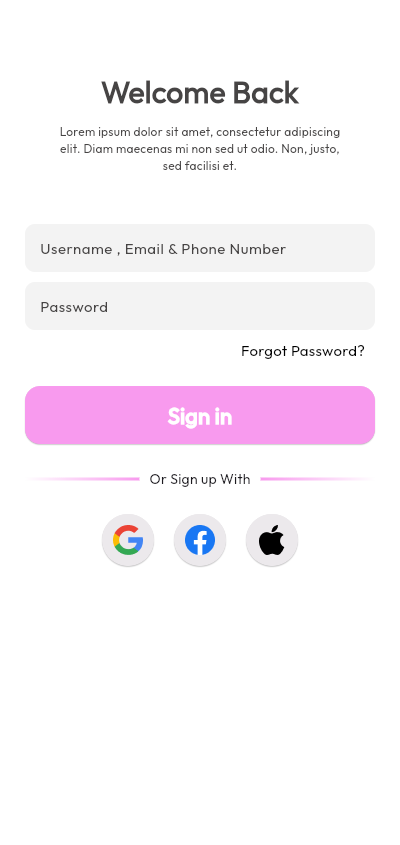 Welcome Back
Lorem ipsum dolor sit amet, consectetur adipiscing
elit. Diam maecenas mi non sed ut odio. Non, justo,
sed facilisi et.
Username , Email & Phone Number
Password
Forgot Password?
Sign in
Or Sign up With